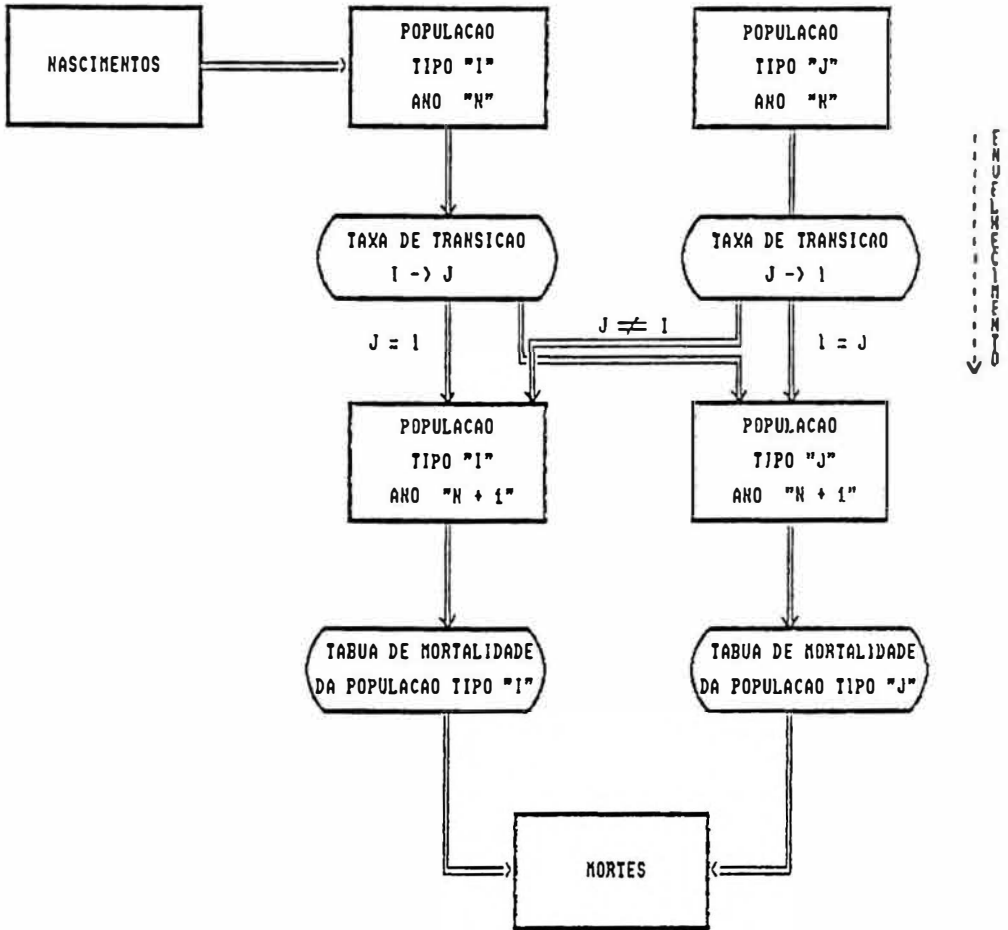 NASCIMENTOS
POPULACAO
TIPO "I"
ANO "N"
POPULACAO
TIPO "J"
ANO "N"
ENVELHECIMENTO
TAXA DE TRANSICAO
I -> J
TAXA DE TRANSICAO
J -> I
J = I
J ≠ I
I = J
POPULACAO
TIPO "I"
ANO "N + 1"
POPULACAO
TIPO "J"
ANO "N + 1"
TABUA DE MORTALIDADE
DA POPULACAO TIPO "I"
TABUA DE MORTALIDADE
DA POPULACAO TIPO "J"
MORTES